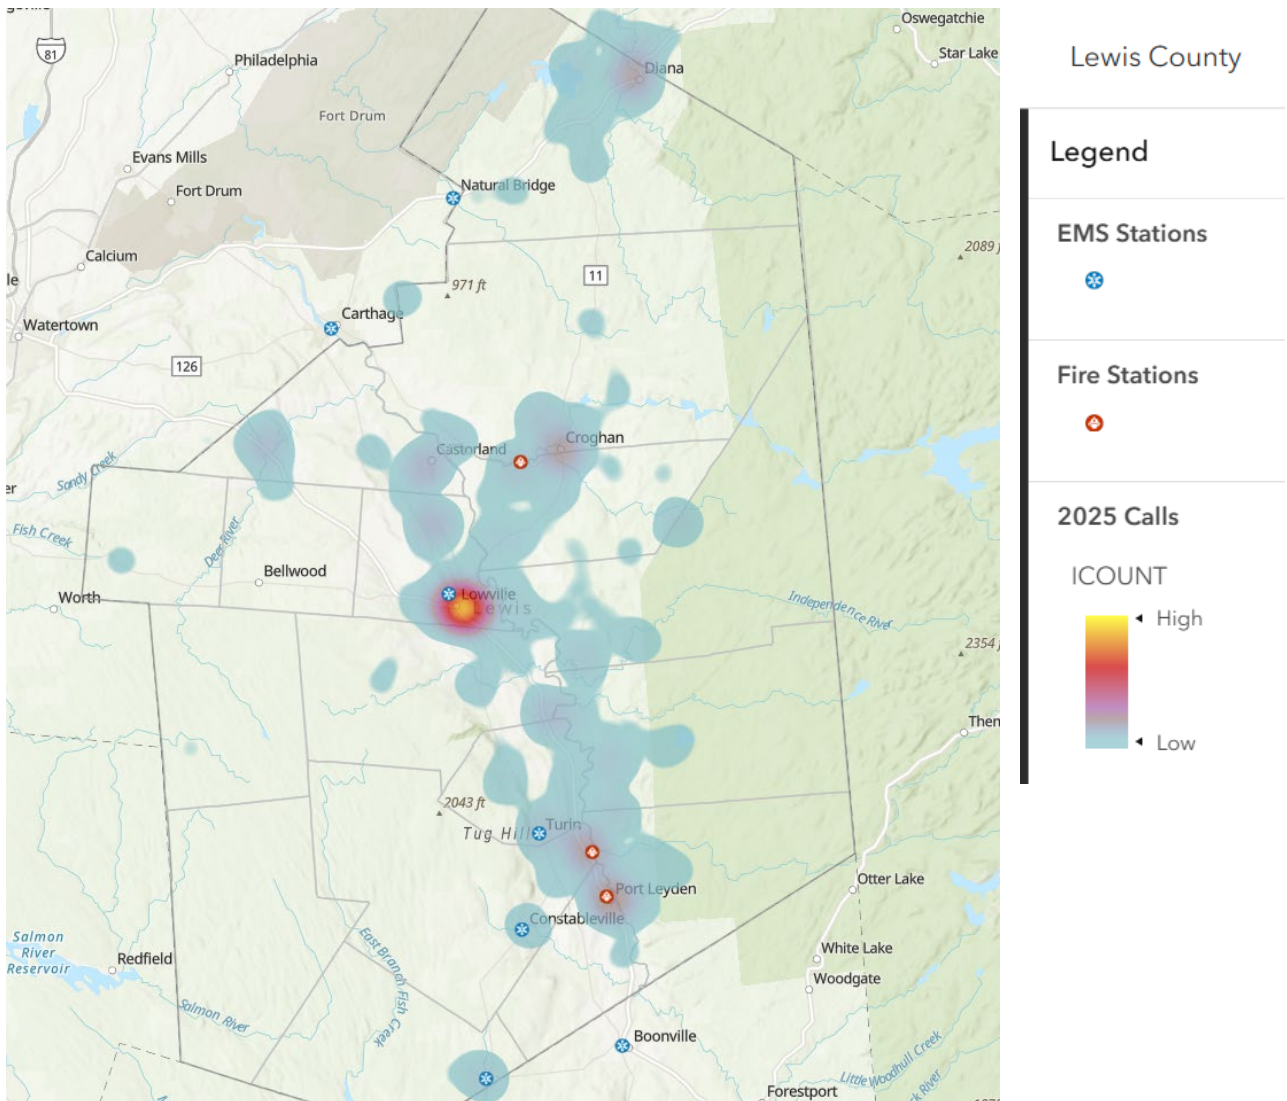 Oswegatchie
81
Philadelphia
Star Lake
Diana
Fort Drum
Evans Mills
Fort Drum
Natural Bridge
Calcium
2089
le
11
971 ft
Carthage
Watertown
126
Croghan
Castorland
Sandy Creek
er
Fish Creek
Deer River
Bellwood
Lowville
Worth
Lewis
Independence River
2354
Then
2043 ft
Turin
Tug Hill
Otter Lake
Port Leyden
Constableville
Salmon
River
Reservoir
White Lake
Redfield
Woodgate
East Branch Fish Creek
Salmon River
Boonville
Little Woodhull Creek
ck River
Forestport
Lewis County
Legend
EMS Stations
Fire Stations
2025 Calls
ICOUNT
High
Low